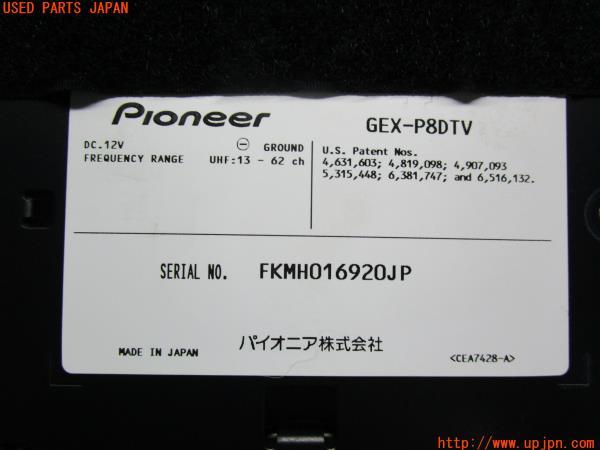 USED PARTS JAPAN
Pioneer
GEX-P8DTV
DC.12V
⊖ GROUND
FREQUENCY RANGE UHF:13 - 62 ch
U.S. Patent Nos.
4,631,603; 4,819,098; 4,907,093
5,315,448; 6,381,747; and 6,516,132.
SERIAL NO. FKMH016920JP
MADE IN JAPAN
パイオニア株式会社
<CEA7428-A>
http://www.upjpn.com/